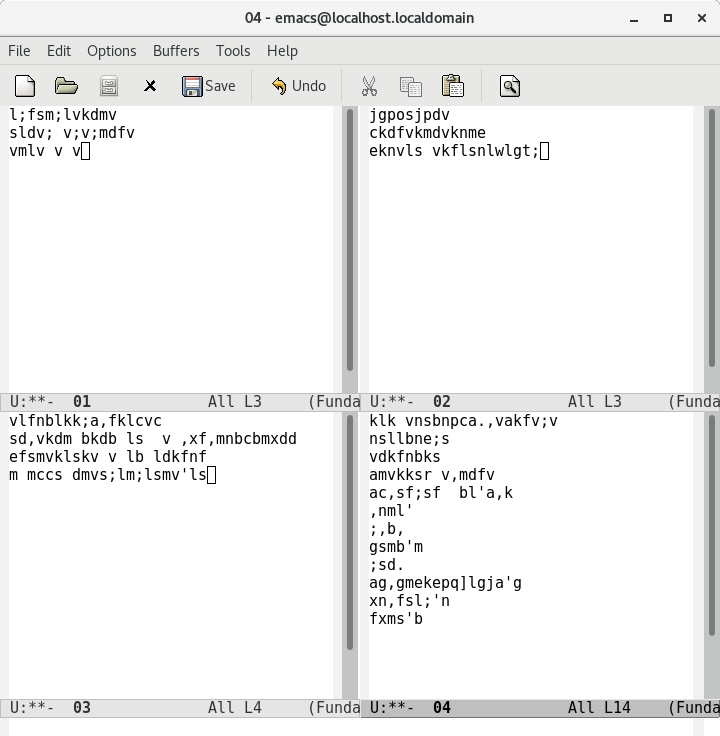 04 - emacs@localhost.localdomain
File Edit Options Buffers Tools Help
Save Undo
l;fsm;lvkdmv
sldv; v;v;mdfv
vmlv v v
U:**- 01 All L3 (Funda
jgposjpdv
ckdfvkmdvknme
eknvls vkflsnlwlgt;
U:**- 02 All L3 (Funda
vlfnblkk;a,fklcvc
sd,vkdm bkdb ls  v ,xf,mnbcbmxdd
efsmvklskv v lb ldkfnf
m mccs dmvs;lm;lsmv'ls
U:**- 03 All L4 (Funda
klk vnsbnpca.,vakfv;v
nsllbne;s
vdkfnbks
amvkksr v,mdfv
ac,sf;sf  bl'a,k
,nml'
;,b,
gsmb'm
;sd.
ag,gmekepq]lgja'g
xn,fsl;'n
fxms'b
U:**- 04 All L14 (Funda